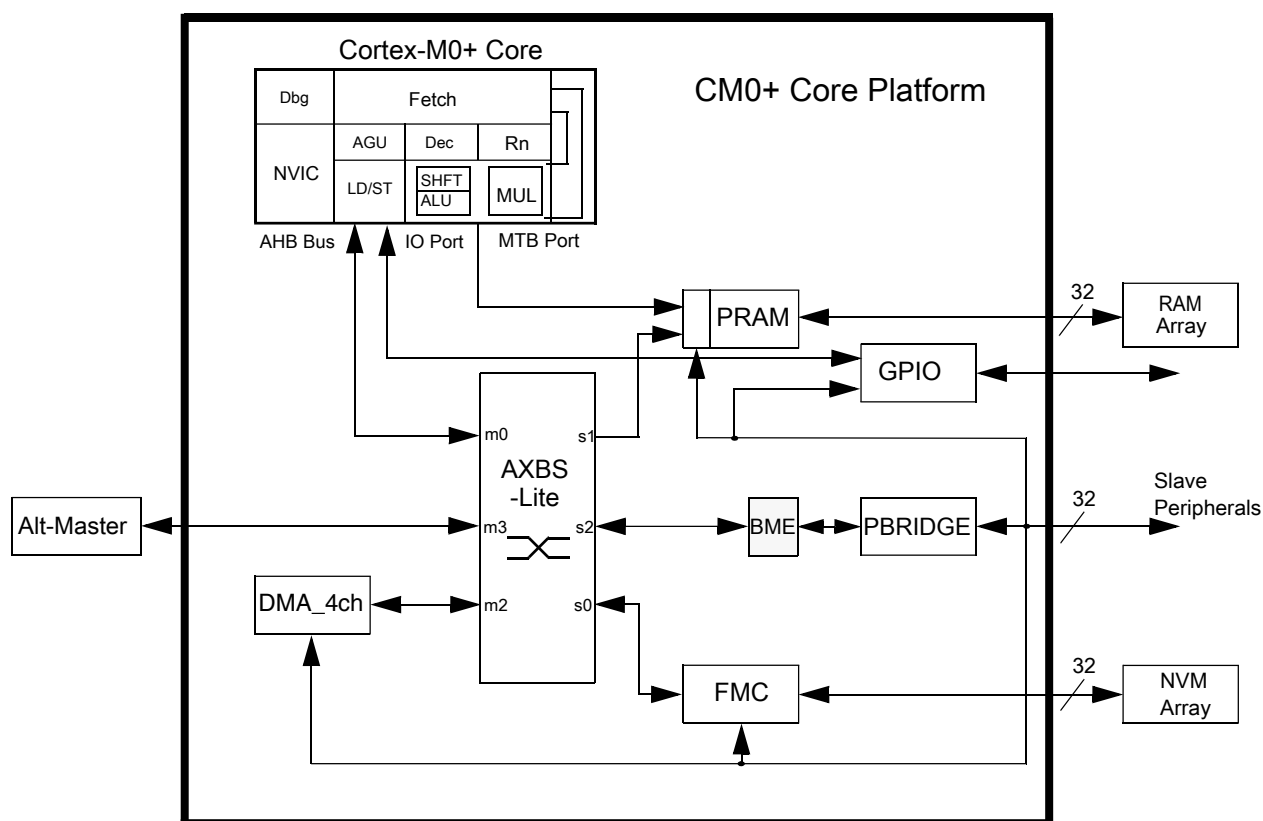 Cortex-M0+ Core
CM0+ Core Platform
Dbg
Fetch
AGU
Dec
Rn
NVIC
LD/ST
SHFT
ALU
MUL
AHB Bus
IO Port
MTB Port
PRAM
32
RAM
Array
GPIO
m0
s1
AXBS
-Lite
Alt-Master
m3
s2
BME
PBRIDGE
32
Slave
Peripherals
DMA_4ch
m2
s0
FMC
32
NVM
Array